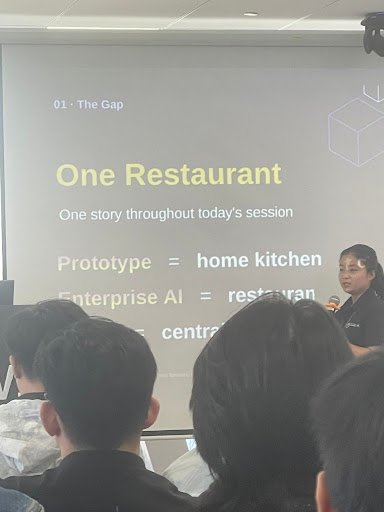 01 · The Gap
One Restaurant
One story throughout today's session
Prototype = home kitchen
Enterprise AI = restauran
= centra